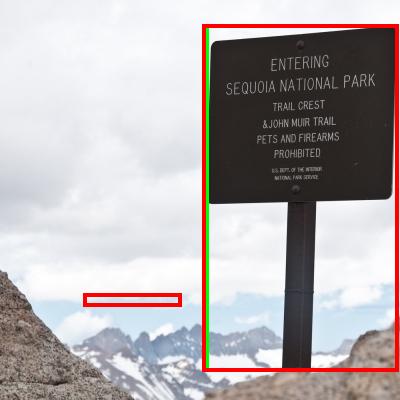 ENTERING
SEQUOIA NATIONAL PARK
TRAIL CREST
&JOHN MUIR TRAIL
PETS AND FIREARMS
PROHIBITED
U.S. DEPT. OF THE INTERIOR
NATIONAL PARK SERVICE